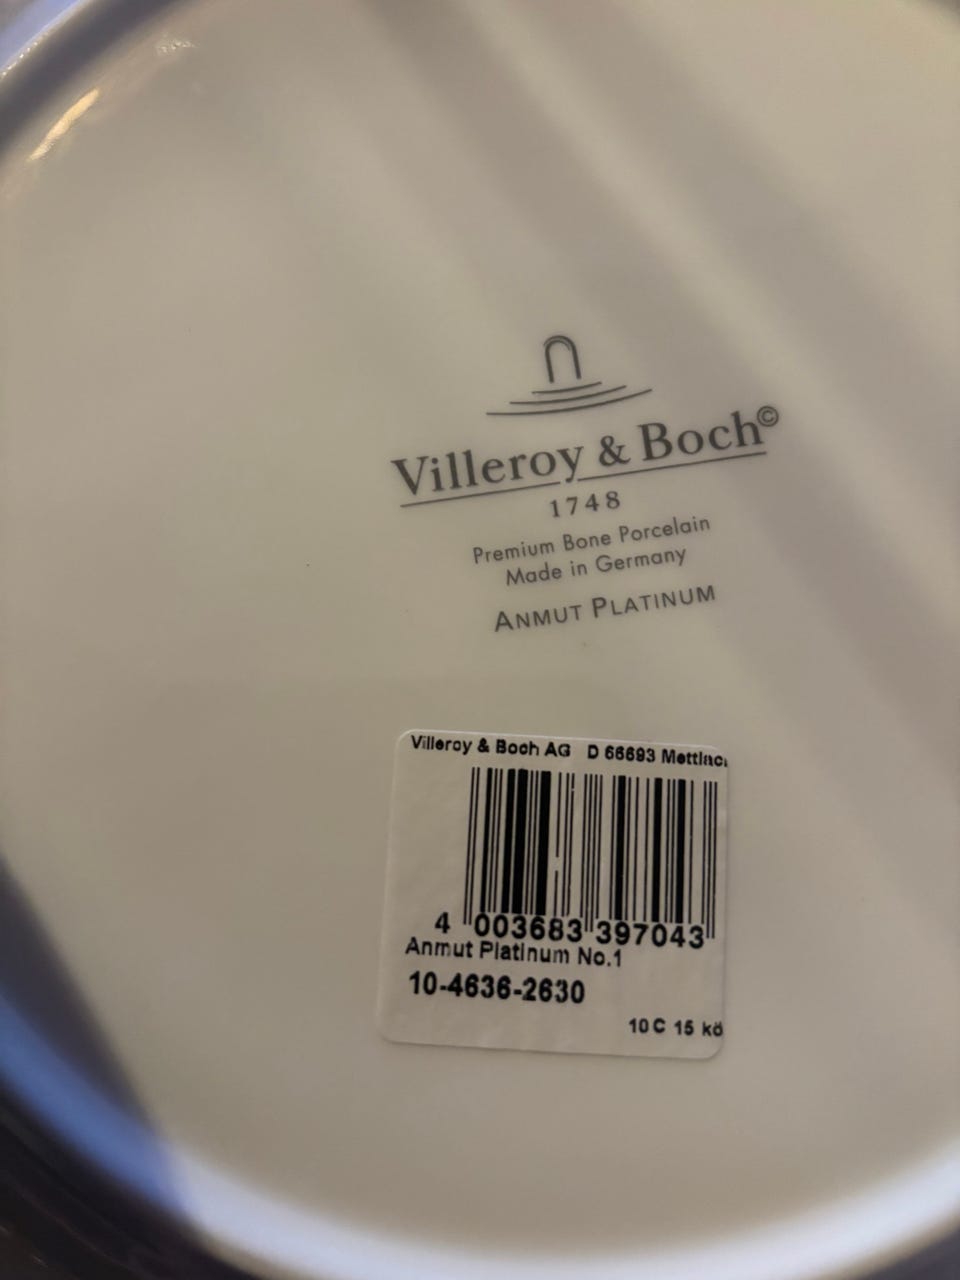 Villeroy & Boch©
1748
Premium Bone Porcelain
Made in Germany
ANMUT PLATINUM
Villeroy & Boch AG D 66693 Mettlac
4 003683 397043
Anmut Platinum No.1
10-4636-2630
10C 15 kö